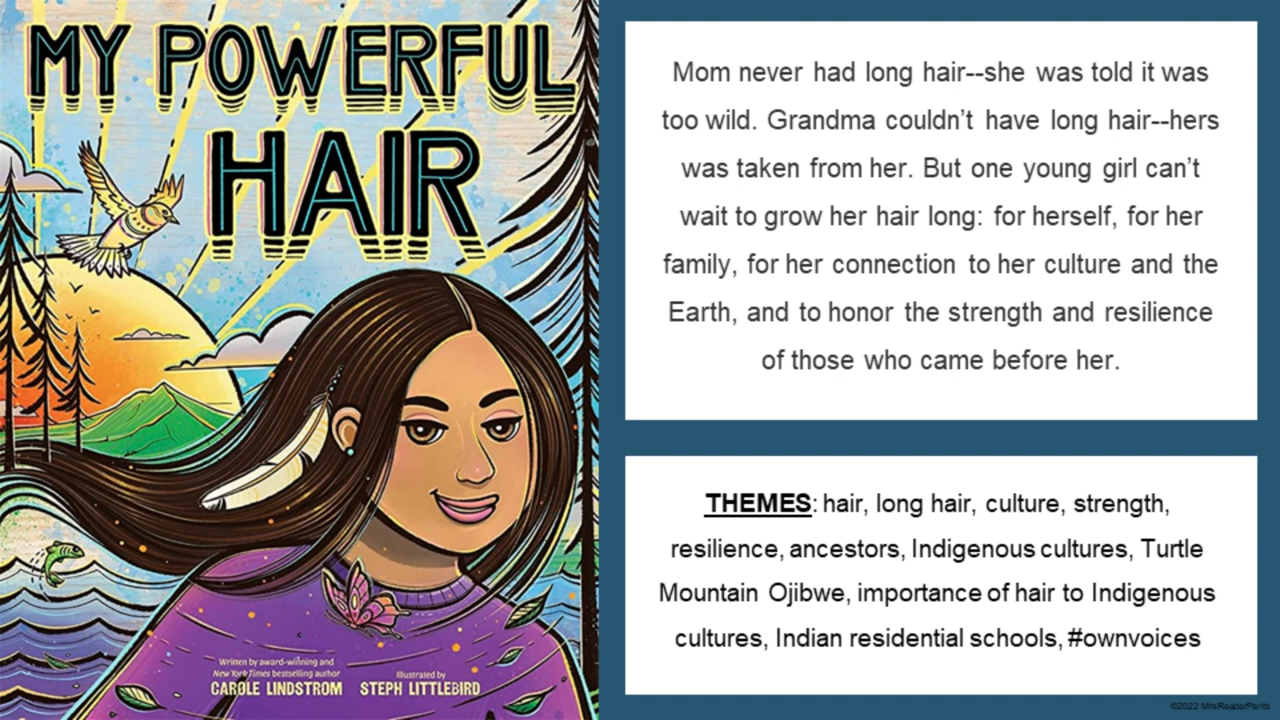 MY POWERFUL
HAIR
Written by award-winning and
New York Times bestselling author
CAROLE LINDSTROM
Illustrated by
STEPH LITTLEBIRD
Mom never had long hair--she was told it was
too wild. Grandma couldn’t have long hair--hers
was taken from her. But one young girl can’t
wait to grow her hair long: for herself, for her
family, for her connection to her culture and the
Earth, and to honor the strength and resilience
of those who came before her.
THEMES: hair, long hair, culture, strength,
resilience, ancestors, Indigenous cultures, Turtle
Mountain Ojibwe, importance of hair to Indigenous
cultures, Indian residential schools, #ownvoices
©2022 MrsReaderPants